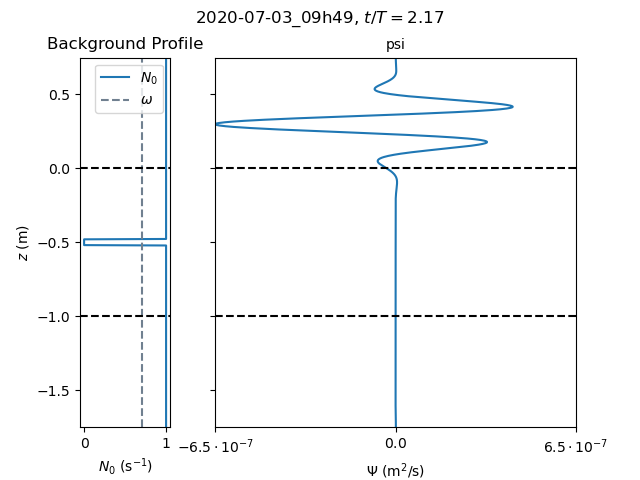 2020-07-03_09h49, t/T = 2.17
Background Profile
psi
N₀
ω
0.5
0.0
−0.5
−1.0
−1.5
z (m)
0
1
N₀ (s⁻¹)
−6.5 · 10⁻⁷
0.0
6.5 · 10⁻⁷
Ψ (m²/s)